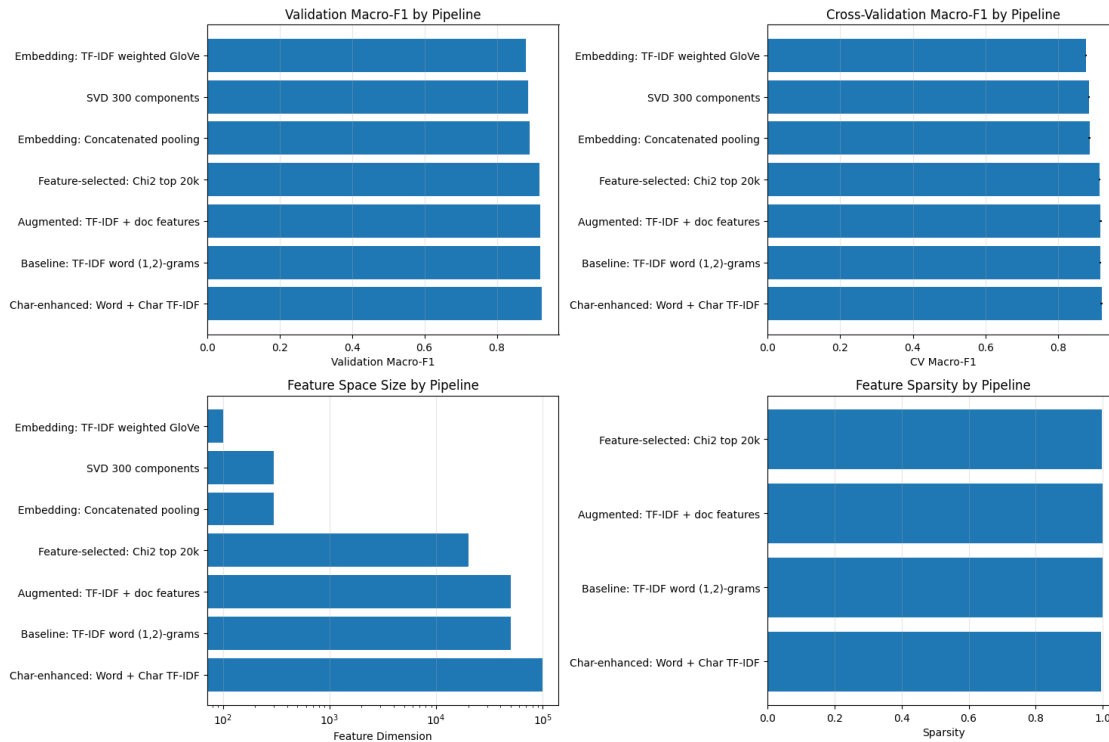 Validation Macro-F1 by Pipeline
Embedding: TF-IDF weighted GloVe
SVD 300 components
Embedding: Concatenated pooling
Feature-selected: Chi2 top 20k
Augmented: TF-IDF + doc features
Baseline: TF-IDF word (1,2)-grams
Char-enhanced: Word + Char TF-IDF
0.0 0.2 0.4 0.6 0.8
Validation Macro-F1
Cross-Validation Macro-F1 by Pipeline
Embedding: TF-IDF weighted GloVe
SVD 300 components
Embedding: Concatenated pooling
Feature-selected: Chi2 top 20k
Augmented: TF-IDF + doc features
Baseline: TF-IDF word (1,2)-grams
Char-enhanced: Word + Char TF-IDF
0.0 0.2 0.4 0.6 0.8
CV Macro-F1
Feature Space Size by Pipeline
Embedding: TF-IDF weighted GloVe
SVD 300 components
Embedding: Concatenated pooling
Feature-selected: Chi2 top 20k
Augmented: TF-IDF + doc features
Baseline: TF-IDF word (1,2)-grams
Char-enhanced: Word + Char TF-IDF
10² 10³ 10⁴ 10⁵
Feature Dimension
Feature Sparsity by Pipeline
Feature-selected: Chi2 top 20k
Augmented: TF-IDF + doc features
Baseline: TF-IDF word (1,2)-grams
Char-enhanced: Word + Char TF-IDF
0.0 0.2 0.4 0.6 0.8 1.0
Sparsity